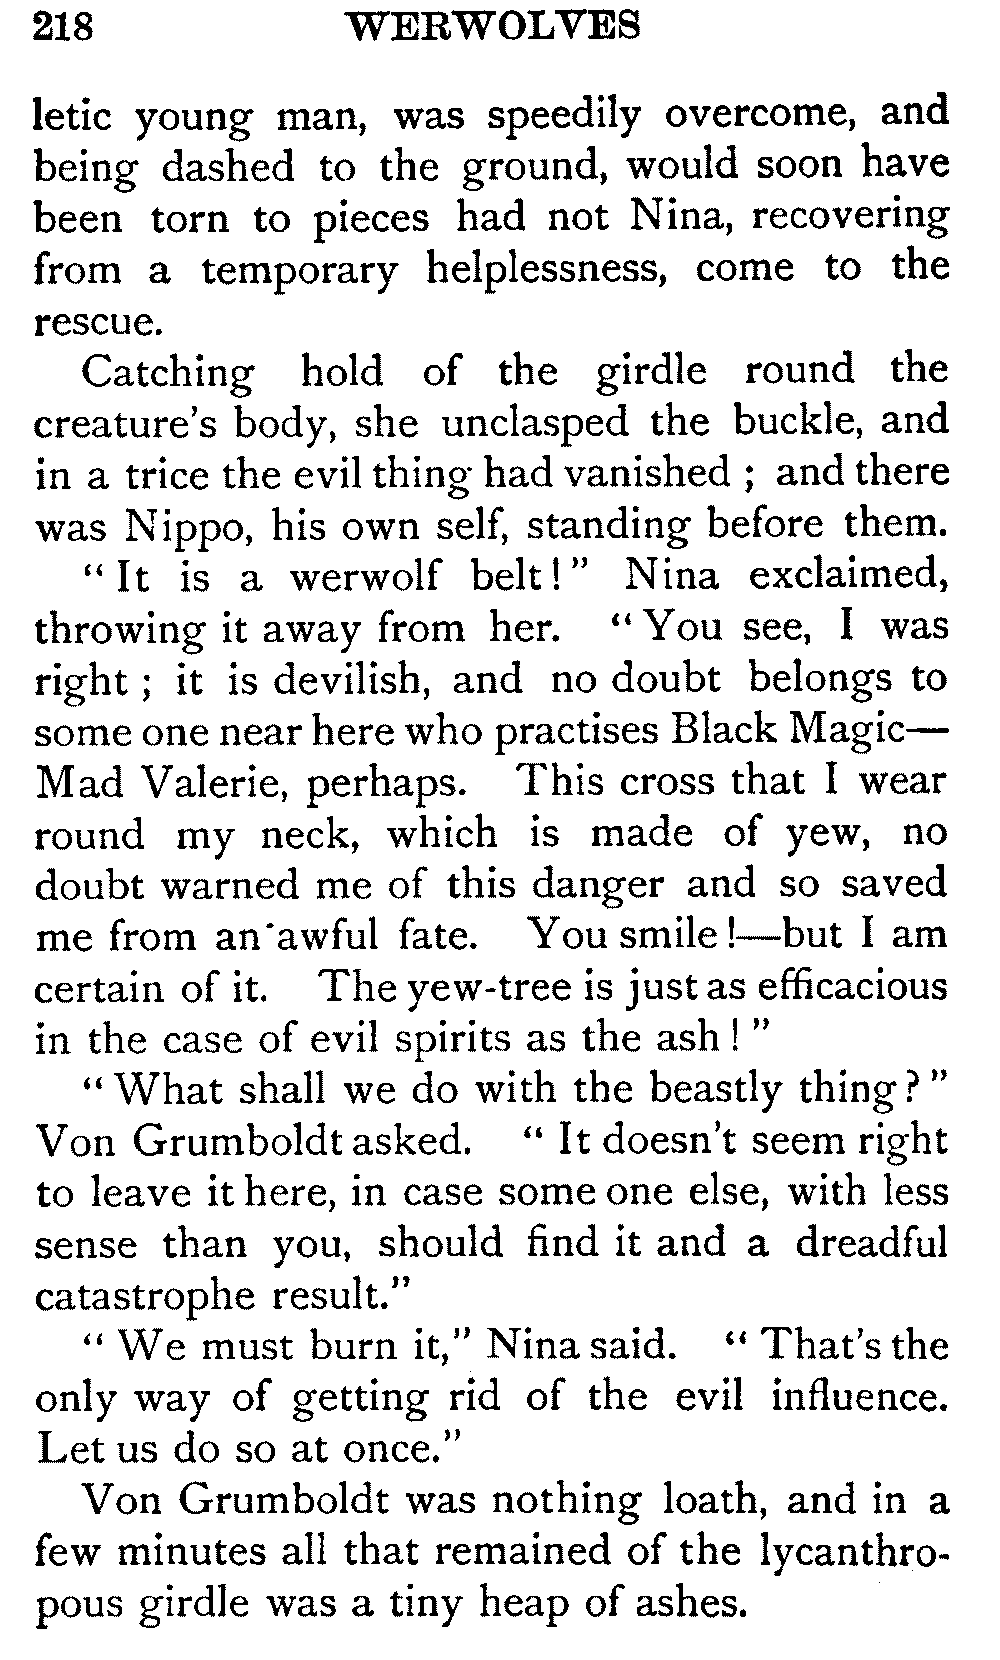 218 WERWOLVES
letic young man, was speedily overcome, and
being dashed to the ground, would soon have
been torn to pieces had not Nina, recovering
from a temporary helplessness, come to the
rescue.
Catching hold of the girdle round the
creature's body, she unclasped the buckle, and
in a trice the evil thing had vanished ; and there
was Nippo, his own self, standing before them.
" It is a werwolf belt! " Nina exclaimed,
throwing it away from her. " You see, I was
right ; it is devilish, and no doubt belongs to
some one near here who practises Black Magic—
Mad Valerie, perhaps. This cross that I wear
round my neck, which is made of yew, no
doubt warned me of this danger and so saved
me from an awful fate. You smile !—but I am
certain of it. The yew-tree is just as efficacious
in the case of evil spirits as the ash ! "
" What shall we do with the beastly thing ? "
Von Grumboldt asked. " It doesn't seem right
to leave it here, in case some one else, with less
sense than you, should find it and a dreadful
catastrophe result."
" We must burn it," Nina said. " That's the
only way of getting rid of the evil influence.
Let us do so at once."
Von Grumboldt was nothing loath, and in a
few minutes all that remained of the lycanthro-
pous girdle was a tiny heap of ashes.